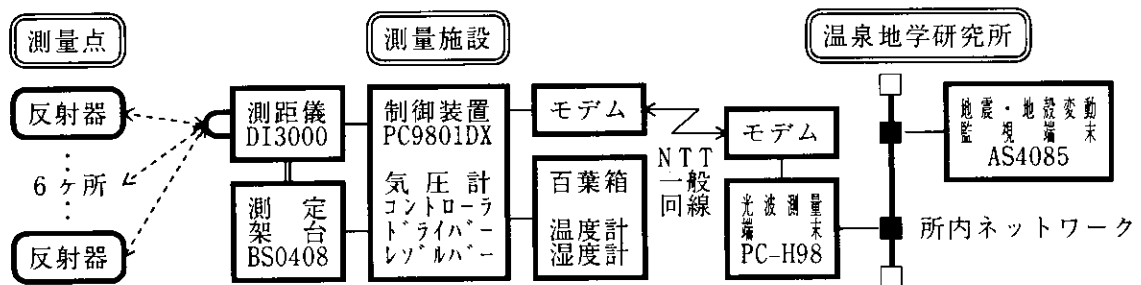 測量点
測量施設
温泉地学研究所
反射器
6ヶ所
反射器
測距儀
DI3000
測定
架台
BS0408
制御装置
PC9801DX
気圧計
コントローラ
ドライバー
レゾルバー
モデム
百葉箱
温度計
湿度計
NTT
一般
回線
モデム
光波測量
端末
PC-H98
地震・地殻変動
監視端末
AS4085
所内ネットワーク